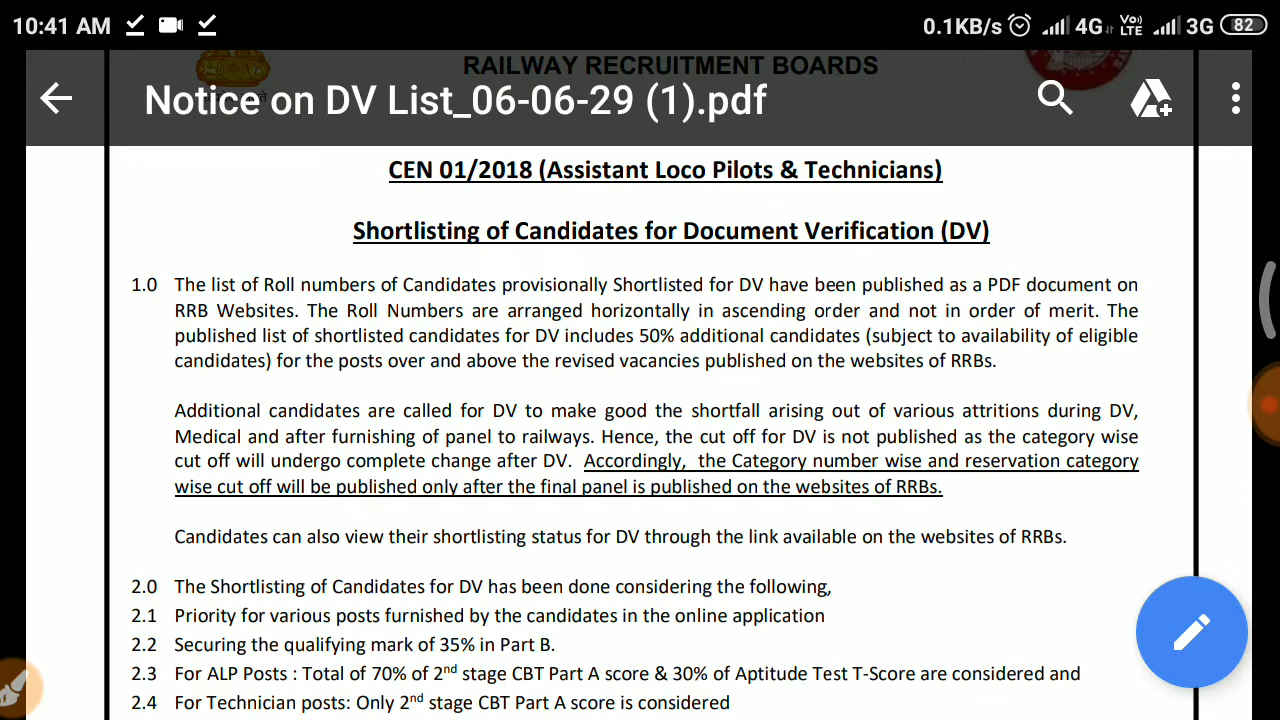 10:41 AM 0.1KB/s 4G VoLTE 3G 82
RAILWAY RECRUITMENT BOARDS
Notice on DV List_06-06-29 (1).pdf
CEN 01/2018 (Assistant Loco Pilots & Technicians)
Shortlisting of Candidates for Document Verification (DV)
1.0 The list of Roll numbers of Candidates provisionally Shortlisted for DV have been published as a PDF document on
RRB Websites. The Roll Numbers are arranged horizontally in ascending order and not in order of merit. The
published list of shortlisted candidates for DV includes 50% additional candidates (subject to availability of eligible
candidates) for the posts over and above the revised vacancies published on the websites of RRBs.
Additional candidates are called for DV to make good the shortfall arising out of various attritions during DV,
Medical and after furnishing of panel to railways. Hence, the cut off for DV is not published as the category wise
cut off will undergo complete change after DV. Accordingly, the Category number wise and reservation category
wise cut off will be published only after the final panel is published on the websites of RRBs.
Candidates can also view their shortlisting status for DV through the link available on the websites of RRBs.
2.0 The Shortlisting of Candidates for DV has been done considering the following,
2.1 Priority for various posts furnished by the candidates in the online application
2.2 Securing the qualifying mark of 35% in Part B.
2.3 For ALP Posts : Total of 70% of 2nd stage CBT Part A score & 30% of Aptitude Test T-Score are considered and
2.4 For Technician posts: Only 2nd stage CBT Part A score is considered